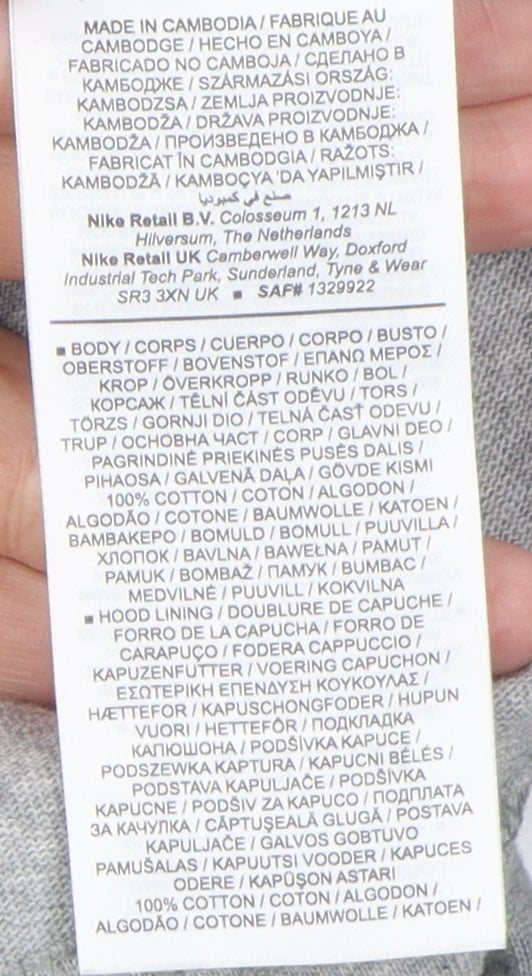 MADE IN CAMBODIA / FABRIQUE AU
CAMBODGE / HECHO EN CAMBOYA /
FABRICADO NO CAMBOJA / СДЕЛАНО В
КАМБОДЖЕ / SZÁRMAZÁSI ORSZÁG:
KAMBODZSA / ZEMLJA PROIZVODNJE:
KAMBODŽA / DRŽAVA PROIZVODNJE:
KAMBODŽA / ПРОИЗВЕДЕНО В КАМБОДЖА /
FABRICAT ÎN CAMBODGIA / RAŽOTS:
KAMBODŽĀ / KAMBOÇYA 'DA YAPILMIŞTIR /
صنع في كمبوديا
Nike Retail B.V. Colosseum 1, 1213 NL
Hilversum, The Netherlands
Nike Retail UK Camberwell Way, Doxford
Industrial Tech Park, Sunderland, Tyne & Wear
SR3 3XN UK ■ SAF# 1329922
■ BODY / CORPS / CUERPO / CORPO / BUSTO /
OBERSTOFF / BOVENSTOF / ΕΠΑΝΩ ΜΕΡΟΣ /
KROP / ÖVERKROPP / RUNKO / BOL /
КОРСАЖ / TĚLNÍ ČÁST ODĚVU / TORS /
TÖRZS / GORNJI DIO / TELNÁ ČASŤ ODEVU /
TRUP / ОСНОВНА ЧАСТ / CORP / GLAVNI DEO /
PAGRINDINĖ PRIEKINĖS PUSĖS DALIS /
PIHAOSA / GALVENĀ DAĻA / GÖVDE KISMI
100% COTTON / COTON / ALGODON /
ALGODÃO / COTONE / BAUMWOLLE / KATOEN /
ΒΑΜΒΑΚΕΡΟ / BOMULD / BOMULL / PUUVILLA /
ХЛОПОК / BAVLNA / BAWEŁNA / PAMUT /
PAMUK / BOMBAŽ / ПАМУК / BUMBAC /
MEDVILNĖ / PUUVILL / KOKVILNA
■ HOOD LINING / DOUBLURE DE CAPUCHE /
FORRO DE LA CAPUCHA / FORRO DE
CARAPUÇO / FODERA CAPPUCCIO /
KAPUZENFUTTER / VOERING CAPUCHON /
ΕΣΩΤΕΡΙΚΗ ΕΠΕΝΔΥΣΗ ΚΟΥΚΟΥΛΑΣ /
HÆTTEFOR / KAPUSCHONGFODER / HUPUN
VUORI / HETTEFÔR / ПОДКЛАДКА
КАПЮШОНА / PODŠÍVKA KAPUCE /
PODSZEWKA KAPTURA / KAPUCNI BÉLÉS /
PODSTAVA KAPULJAČE / PODŠÍVKA
KAPUCNE / PODŠIV ZA KAPUCO / ПОДПЛАТА
ЗА КАЧУЛКА / CĂPTUŞEALĂ GLUGĂ / POSTAVA
KAPULJAČE / GALVOS GOBTUVO
PAMUŠALAS / KAPUUTSI VOODER / KAPUCES
ODERE / KAPÜŞON ASTARI
100% COTTON / COTON / ALGODON /
ALGODÃO / COTONE / BAUMWOLLE / KATOEN /